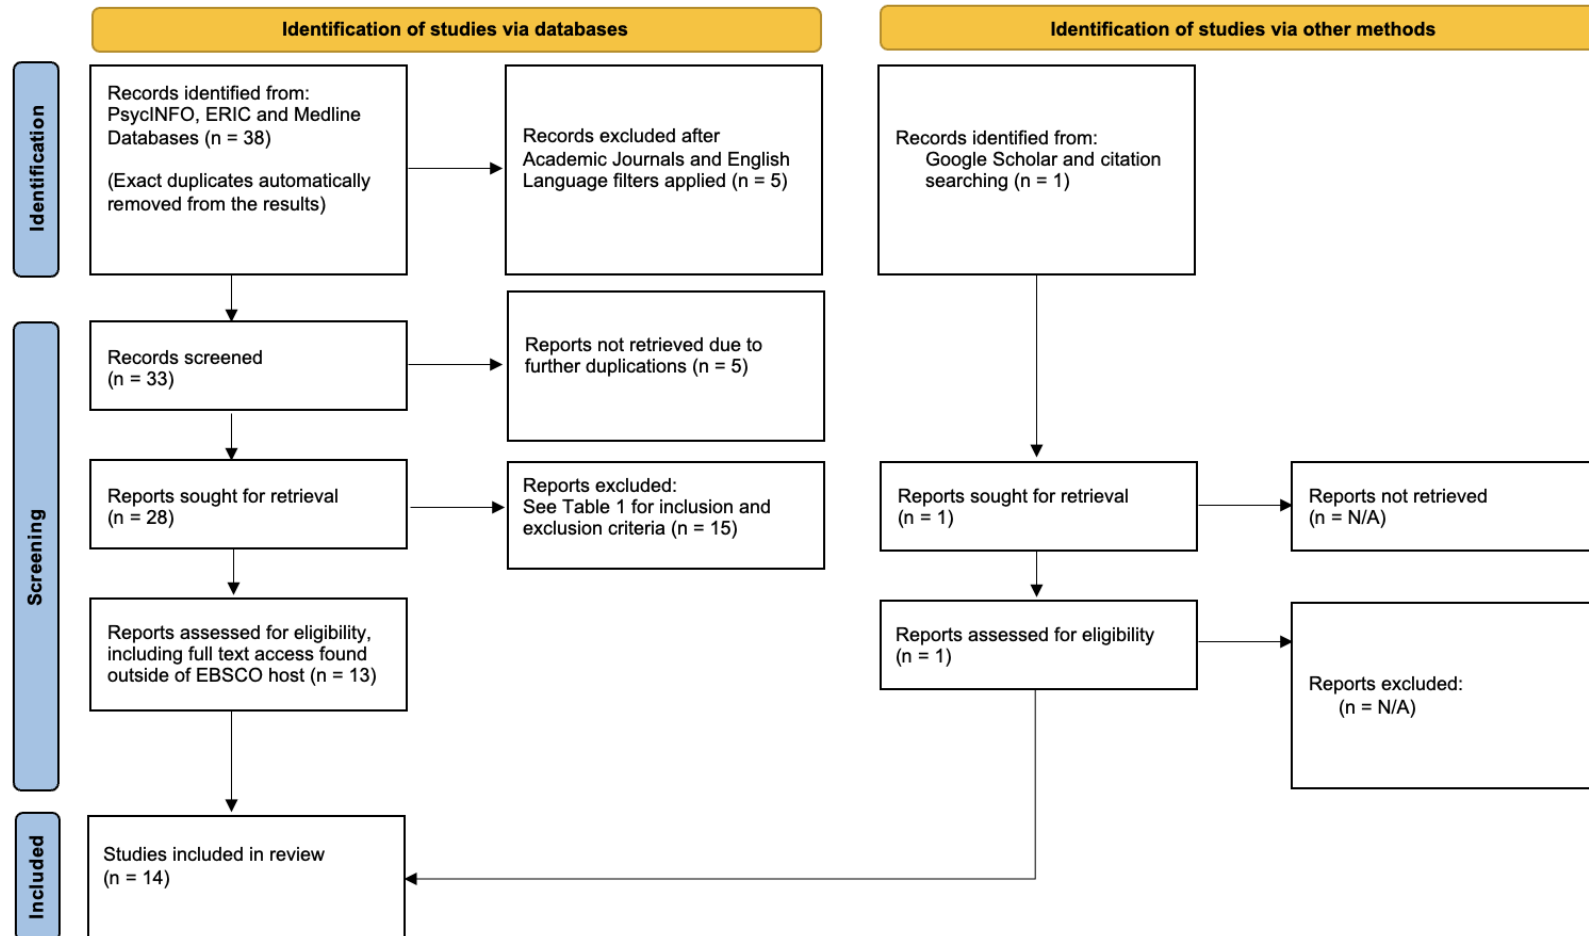 Identification of studies via databases
Identification of studies via other methods
Identification
Records identified from:
PsycINFO, ERIC and Medline
Databases (n = 38)
(Exact duplicates automatically
removed from the results)
Records excluded after
Academic Journals and English
Language filters applied (n = 5)
Records identified from:
Google Scholar and citation
searching (n = 1)
Screening
Records screened
(n = 33)
Reports not retrieved due to
further duplications (n = 5)
Reports sought for retrieval
(n = 28)
Reports excluded:
See Table 1 for inclusion and
exclusion criteria (n = 15)
Reports sought for retrieval
(n = 1)
Reports not retrieved
(n = N/A)
Reports assessed for eligibility,
including full text access found
outside of EBSCO host (n = 13)
Reports assessed for eligibility
(n = 1)
Reports excluded:
(n = N/A)
Included
Studies included in review
(n = 14)